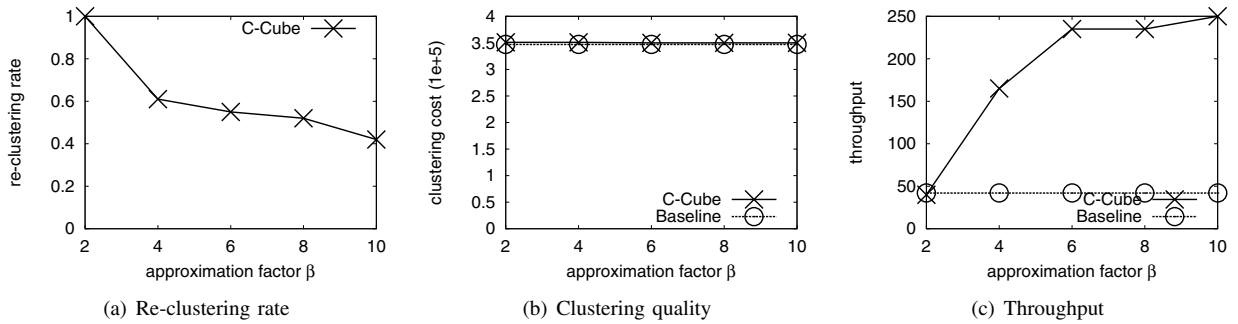 1
0.8
0.6
0.4
0.2
0
2 4 6 8 10
re-clustering rate
approximation factor β
C-Cube
(a) Re-clustering rate
4
3.5
3
2.5
2
1.5
1
0.5
0
2 4 6 8 10
clustering cost (1e+5)
approximation factor β
C-Cube
Baseline
(b) Clustering quality
250
200
150
100
50
0
2 4 6 8 10
throughput
approximation factor β
C-Cube
Baseline
(c) Throughput